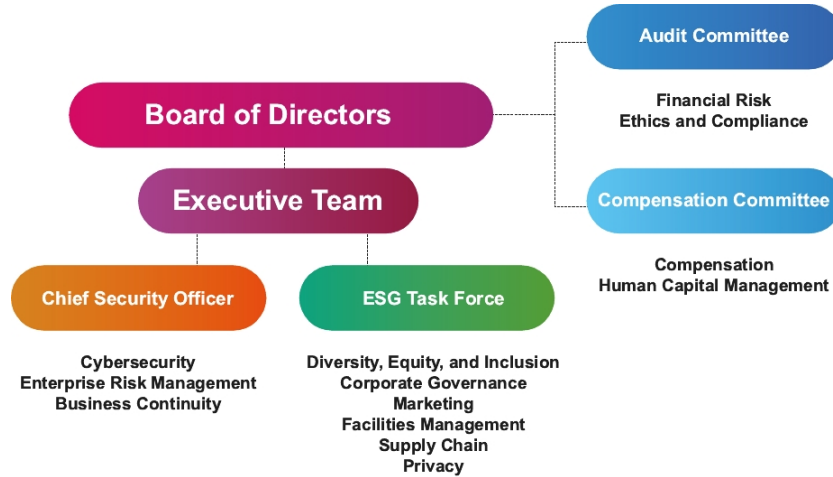 Board of Directors
Executive Team
Chief Security Officer
Cybersecurity
Enterprise Risk Management
Business Continuity
ESG Task Force
Diversity, Equity, and Inclusion
Corporate Governance
Marketing
Facilities Management
Supply Chain
Privacy
Audit Committee
Financial Risk
Ethics and Compliance
Compensation Committee
Compensation
Human Capital Management